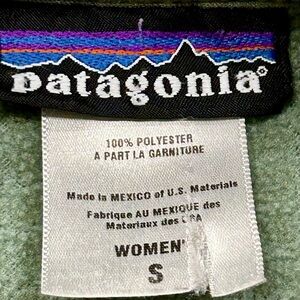 patagonia®
100% POLYESTER
A PART LA GARNITURE
Made in MEXICO of U.S. Materials
Fabrique AU MEXIQUE des
Materiaux des
WOMEN'
S